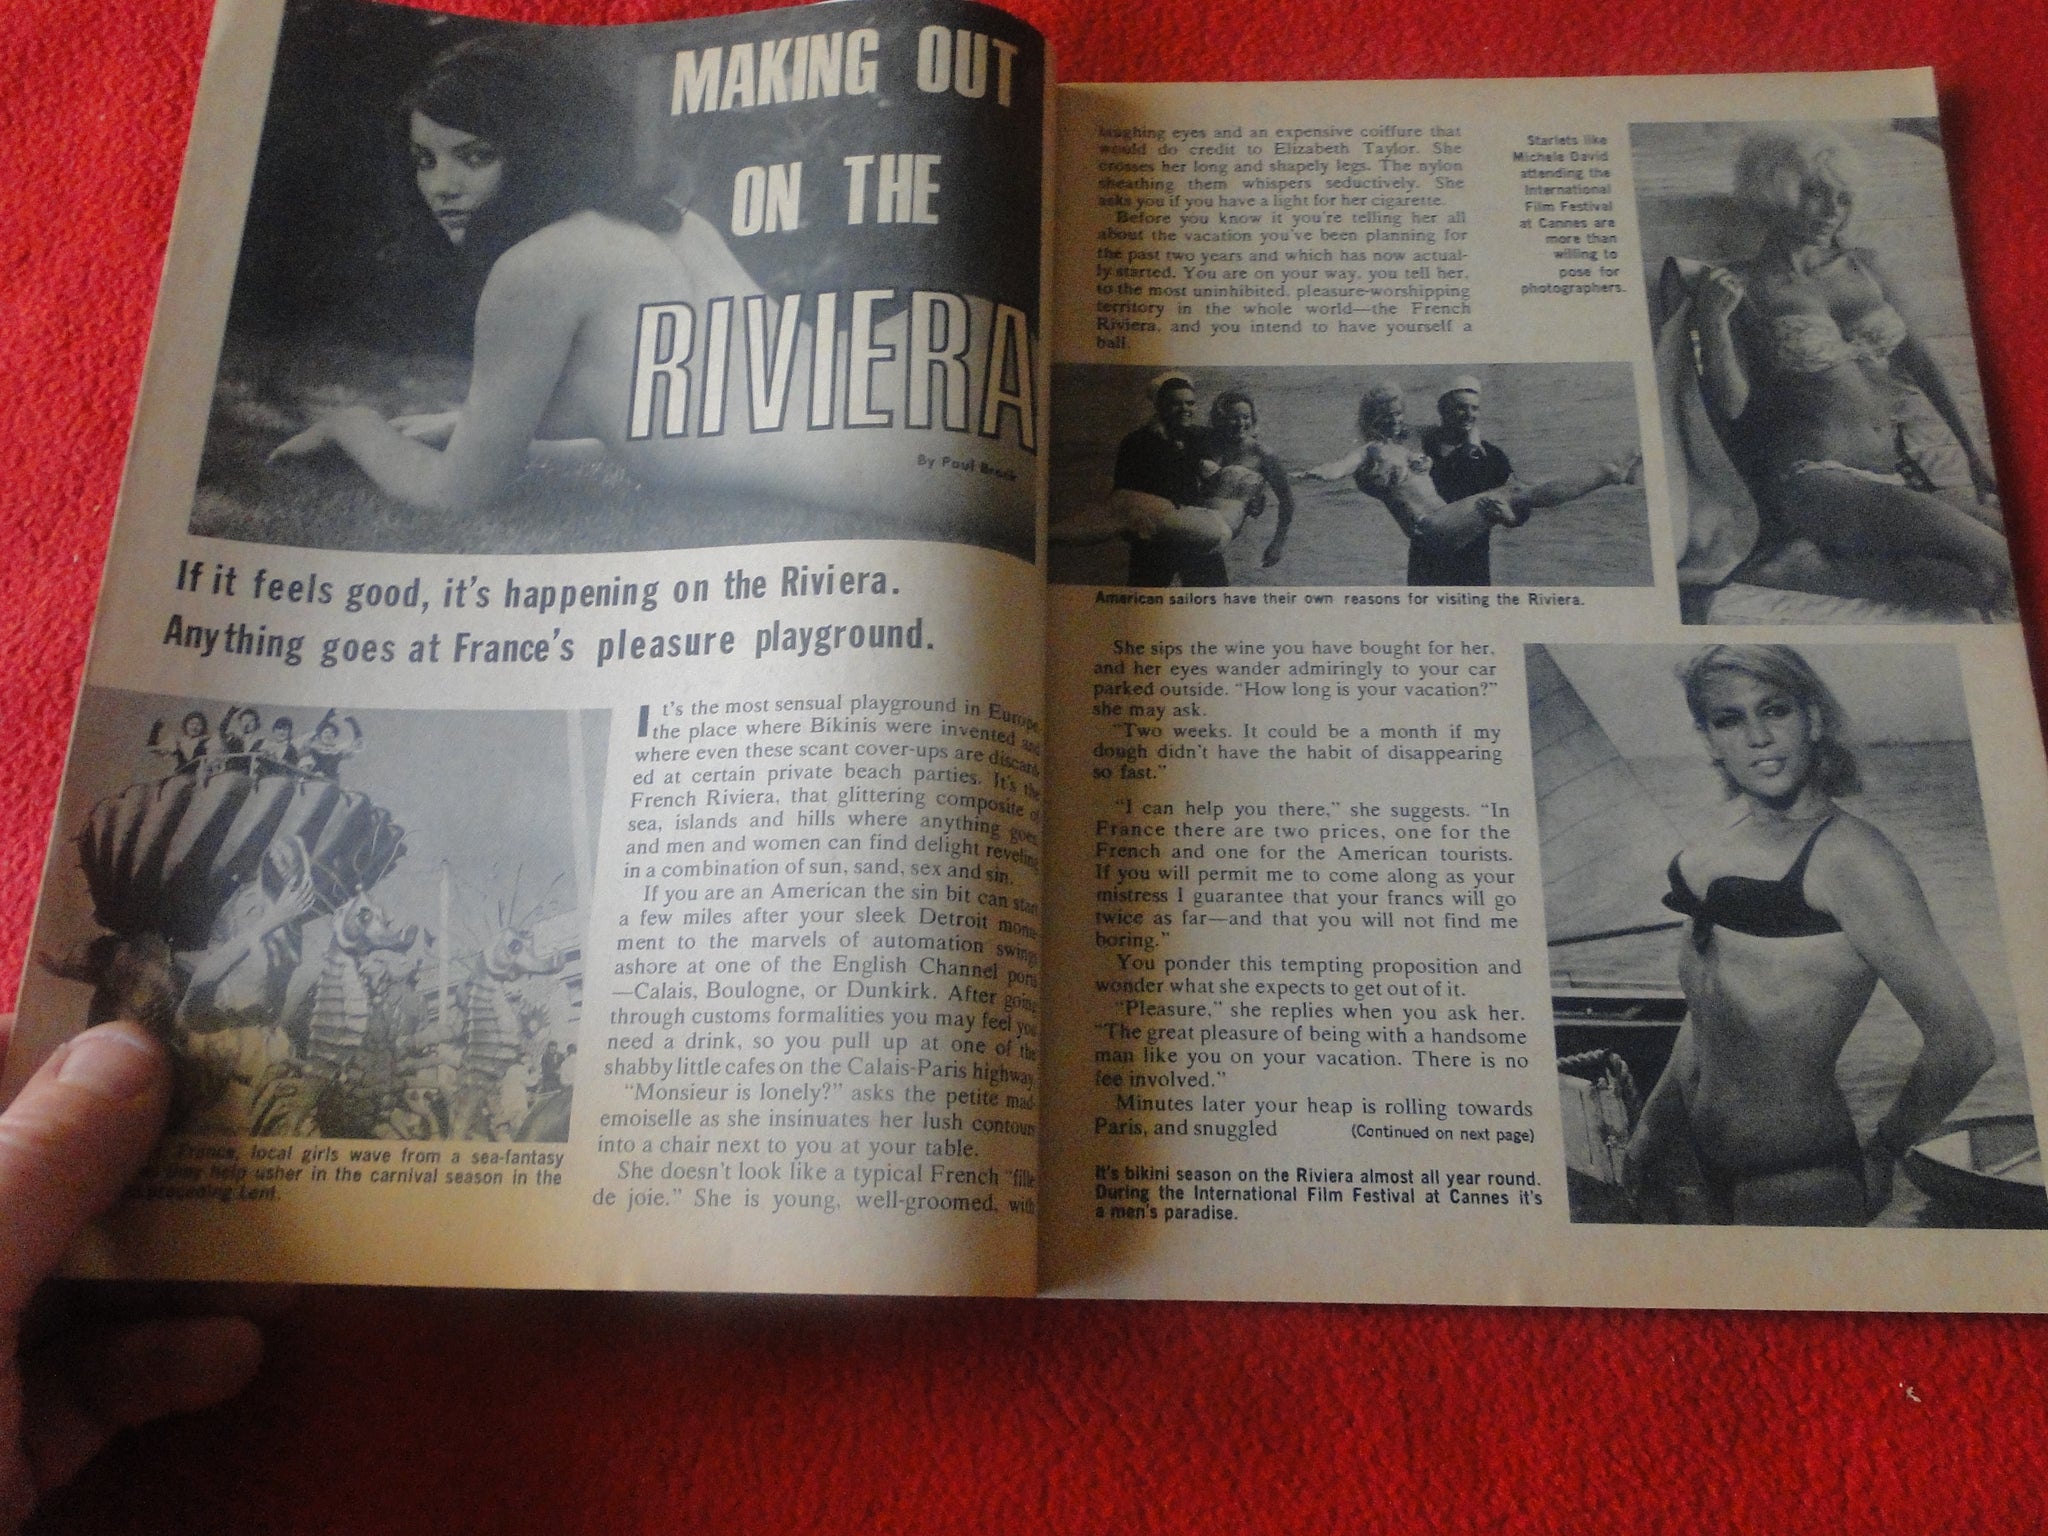 MAKING OUT
ON THE
RIVIERA
By Paul
If it feels good, it's happening on the Riviera.
Anything goes at France's pleasure playground.
France, local girls wave from a sea-fantasy
they help usher in the carnival season in the
preceding Lent.
It's the most sensual playground in Europe,
the place where Bikinis were invented and
where even these scant cover-ups are discard-
ed at certain private beach parties. It's the
French Riviera, that glittering composite of
sea, islands and hills where anything goes,
and men and women can find delight reveling
in a combination of sun, sand, sex and sin.
If you are an American the sin bit can start
a few miles after your sleek Detroit monu-
ment to the marvels of automation swings
ashore at one of the English Channel ports
—Calais, Boulogne, or Dunkirk. After going
through customs formalities you may feel you
need a drink, so you pull up at one of the
shabby little cafes on the Calais-Paris highway.
"Monsieur is lonely?" asks the petite mad-
emoiselle as she insinuates her lush contours
into a chair next to you at your table.
She doesn't look like a typical French "fille
de joie." She is young, well-groomed, with
laughing eyes and an expensive coiffure that
would do credit to Elizabeth Taylor. She
crosses her long and shapely legs. The nylon
sheathing them whispers seductively. She
asks you if you have a light for her cigarette.
Before you know it you're telling her all
about the vacation you've been planning for
the past two years and which has now actual-
ly started. You are on your way, you tell her,
to the most uninhibited, pleasure-worshipping
territory in the whole world—the French
Riviera, and you intend to have yourself a
ball.
Starlets like
Michele David
attending the
International
Film Festival
at Cannes are
more than
willing to
pose for
photographers.
American sailors have their own reasons for visiting the Riviera.
She sips the wine you have bought for her,
and her eyes wander admiringly to your car
parked outside. "How long is your vacation?"
she may ask.
"Two weeks. It could be a month if my
dough didn't have the habit of disappearing
so fast."
"I can help you there," she suggests. "In
France there are two prices, one for the
French and one for the American tourists.
If you will permit me to come along as your
mistress I guarantee that your francs will go
twice as far—and that you will not find me
boring."
You ponder this tempting proposition and
wonder what she expects to get out of it.
"Pleasure," she replies when you ask her.
"The great pleasure of being with a handsome
man like you on your vacation. There is no
fee involved."
Minutes later your heap is rolling towards
Paris, and snuggled (Continued on next page)
It's bikini season on the Riviera almost all year round.
During the International Film Festival at Cannes it's
a men's paradise.